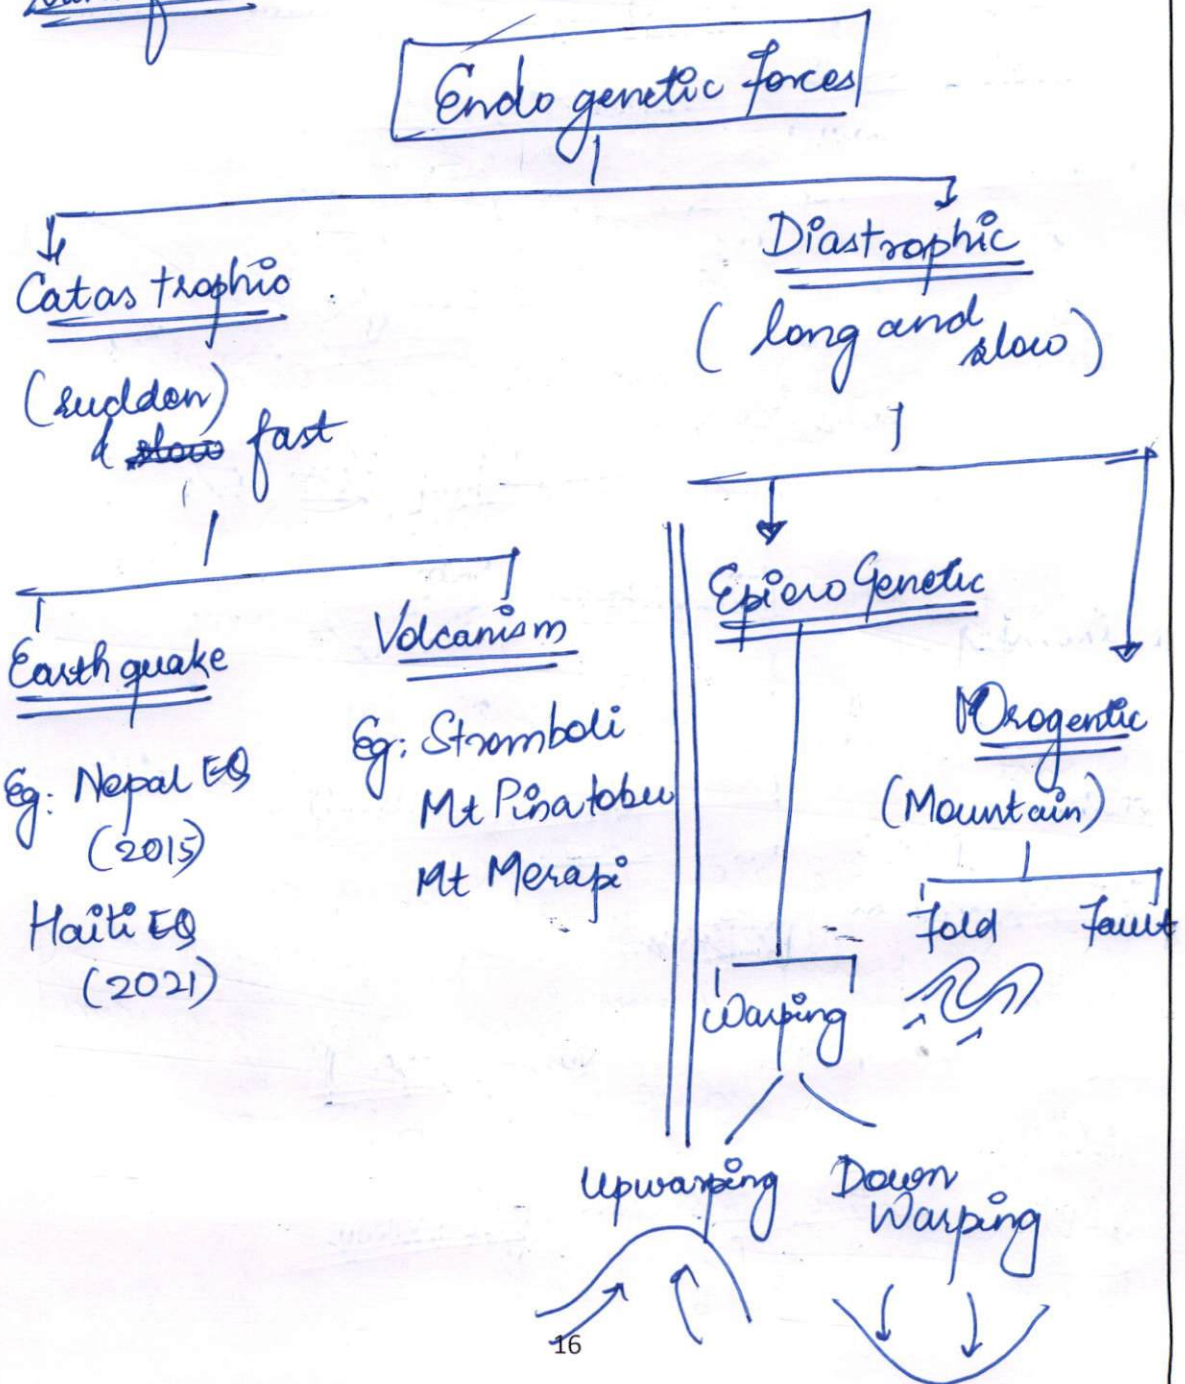 Endo genetic forces
Catastrophic
(sudden)
& slow fast
Diastrophic
(long and
slow)
Earthquake
Eg: Nepal EQ
(2015)
Haiti EQ
(2021)
Volcanism
Eg: Stromboli
Mt Pinatobu
Mt Merapi
Epiero Genetic
Warping
Upwarping
Down
Warping
Orogentic
(Mountain)
Fold
Fault
16